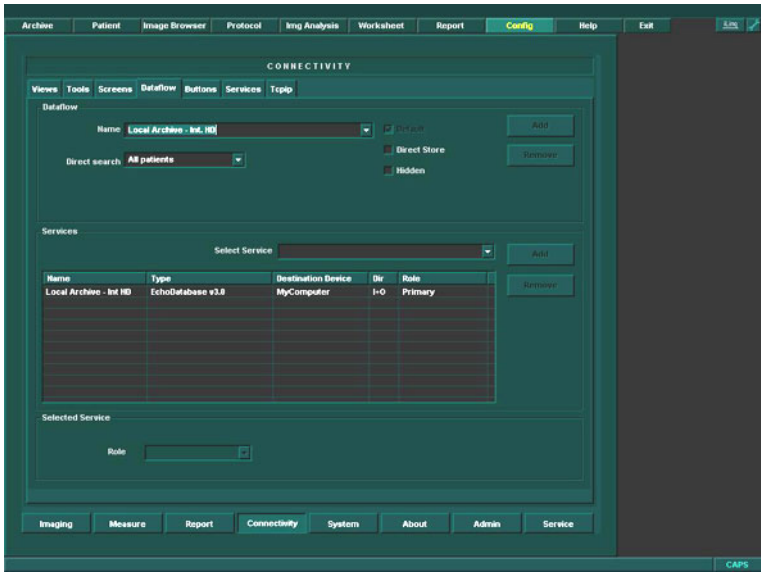 Archive Patient Image Browser Protocol Img Analysis Worksheet Report Config Help Exit
CONNECTIVITY
Views Tools Screens Dataflow Buttons Services Tcpip
Dataflow
Name Local Archive - Int. HD Default Add
Direct search All patients Direct Store Remove
Hidden
Services
Select Service Add
Name Type Destination Device Dir Role Remove
Local Archive - Int HD EchoDatabase v3.0 MyComputer I+O Primary
Selected Service
Role
Imaging Measure Report Connectivity System About Admin Service
CAPS